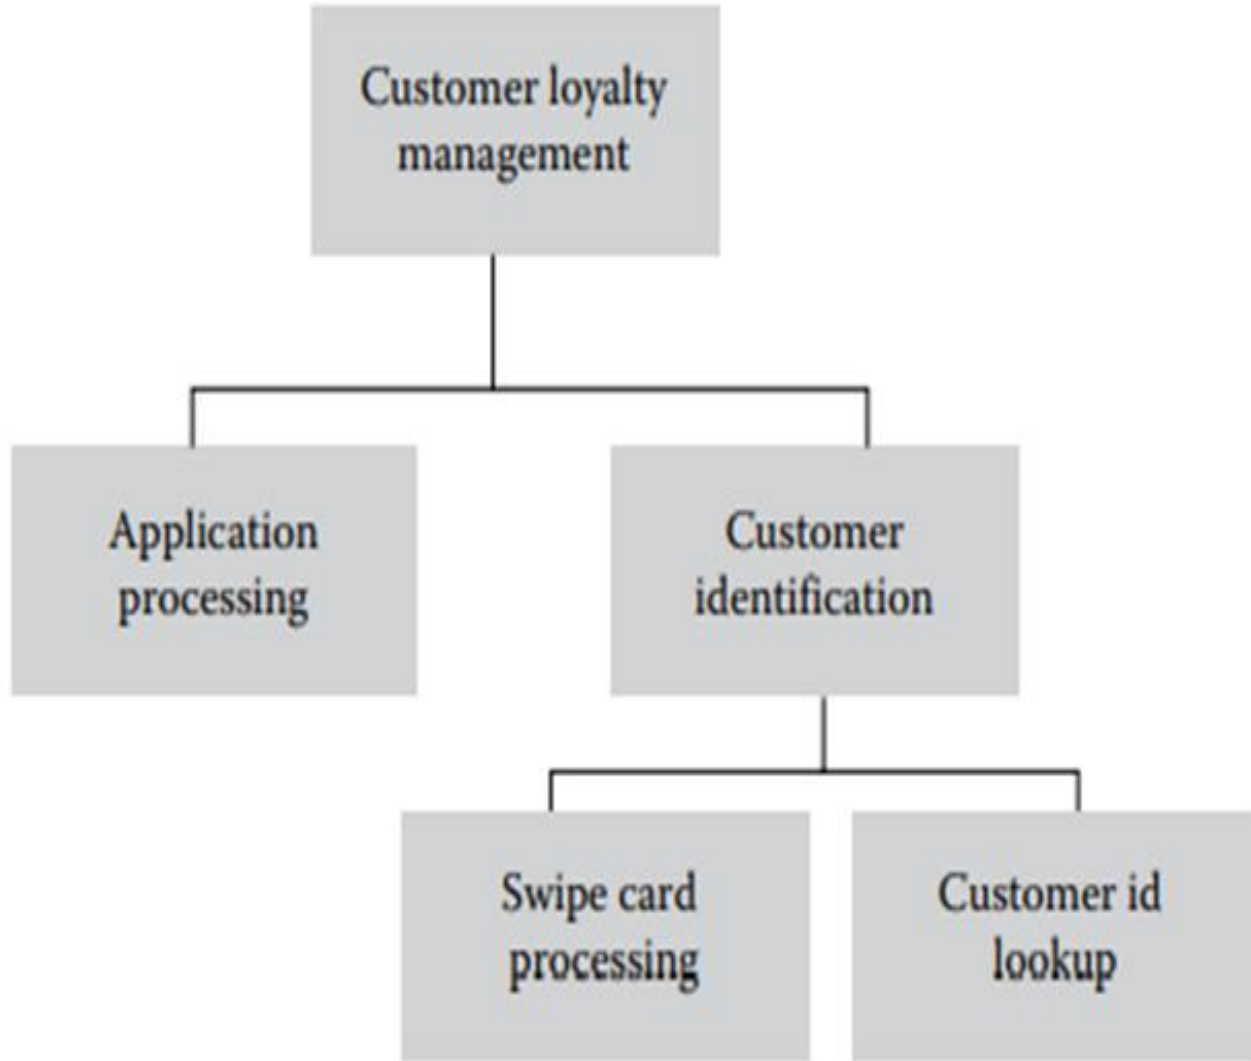 Customer loyalty
management
Application
processing
Customer
identification
Swipe card
processing
Customer id
lookup